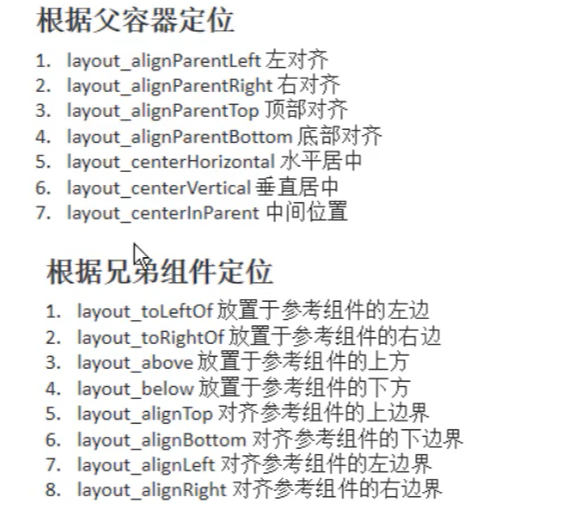 根据父容器定位
1. layout_alignParentLeft 左对齐
2. layout_alignParentRight 右对齐
3. layout_alignParentTop 顶部对齐
4. layout_alignParentBottom 底部对齐
5. layout_centerHorizontal 水平居中
6. layout_centerVertical 垂直居中
7. layout_centerInParent 中间位置
根据兄弟组件定位
1. layout_toLeftOf 放置于参考组件的左边
2. layout_toRightOf 放置于参考组件的右边
3. layout_above 放置于参考组件的上方
4. layout_below 放置于参考组件的下方
5. layout_alignTop 对齐参考组件的上边界
6. layout_alignBottom 对齐参考组件的下边界
7. layout_alignLeft 对齐参考组件的左边界
8. layout_alignRight 对齐参考组件的右边界